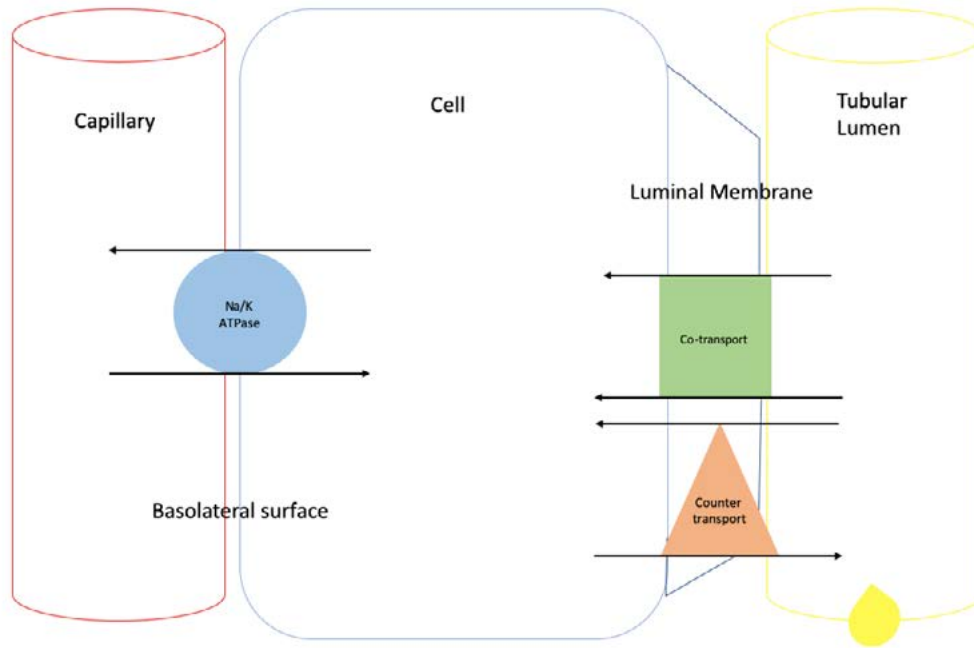 Capillary
Cell
Tubular
Lumen
Luminal Membrane
Na/K
ATPase
Co-transport
Basolateral surface
Counter
transport